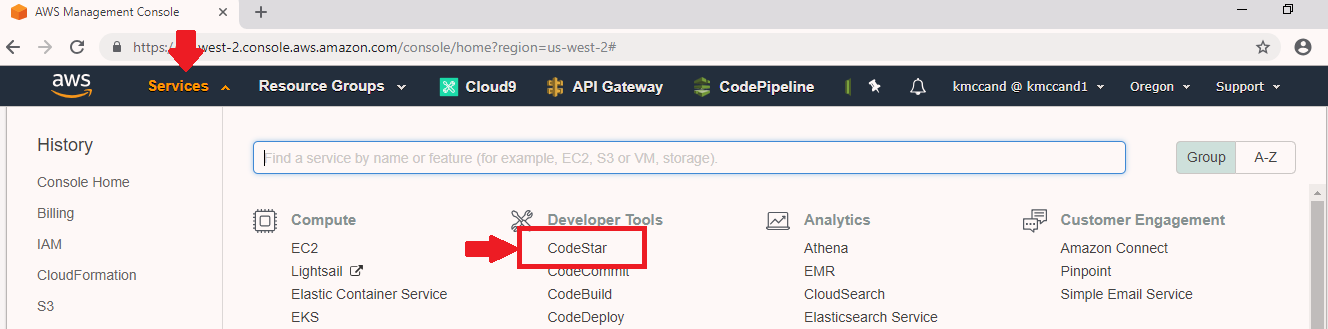 AWS Management Console
https://    west-2.console.aws.amazon.com/console/home?region=us-west-2#
aws Services Resource Groups Cloud9 API Gateway CodePipeline kmccand @ kmccand1 Oregon Support
History
Find a service by name or feature (for example, EC2, S3 or VM, storage).
Group A-Z
Console Home
Billing
IAM
CloudFormation
S3
Compute
EC2
Lightsail
Elastic Container Service
EKS
Developer Tools
CodeStar
CodeCommit
CodeBuild
CodeDeploy
Analytics
Athena
EMR
CloudSearch
Elasticsearch Service
Customer Engagement
Amazon Connect
Pinpoint
Simple Email Service